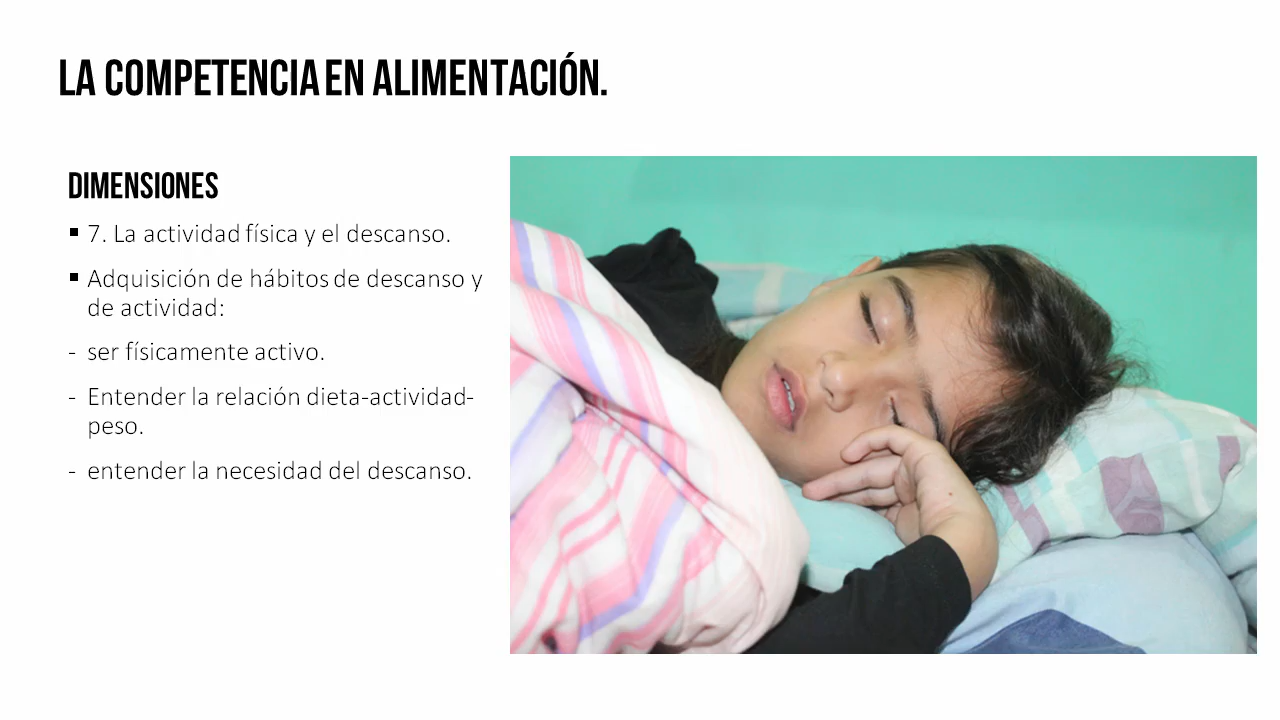 LA COMPETENCIA EN ALIMENTACIÓN.
DIMENSIONES
▪ 7. La actividad física y el descanso.
▪ Adquisición de hábitos de descanso y
de actividad:
- ser físicamente activo.
- Entender la relación dieta-actividad-
peso.
- entender la necesidad del descanso.